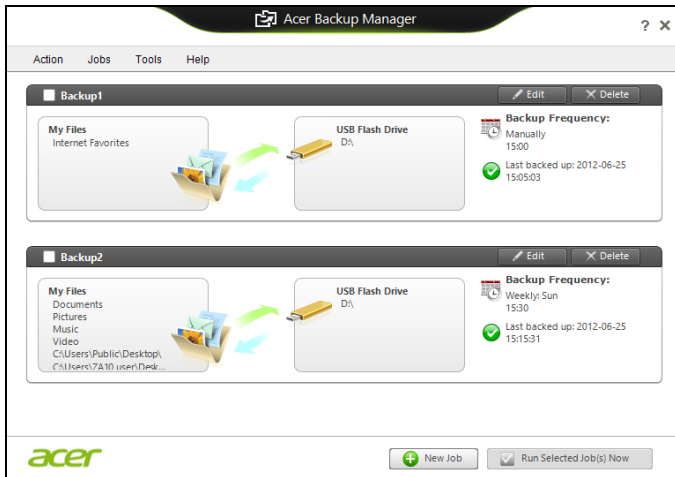 Acer Backup Manager
? X
Action Jobs Tools Help
Backup1 Edit Delete
My Files
Internet Favorites
USB Flash Drive
D:\
Backup Frequency:
Manually
15:00
Last backed up: 2012-06-25
15:05:03
Backup2 Edit Delete
My Files
Documents
Pictures
Music
Video
C:\Users\Public\Desktop\
C:\Users\ZA10 user\Desk...
USB Flash Drive
D:\
Backup Frequency:
Weekly: Sun
15:30
Last backed up: 2012-06-25
15:15:31
acer
New Job Run Selected Job(s) Now